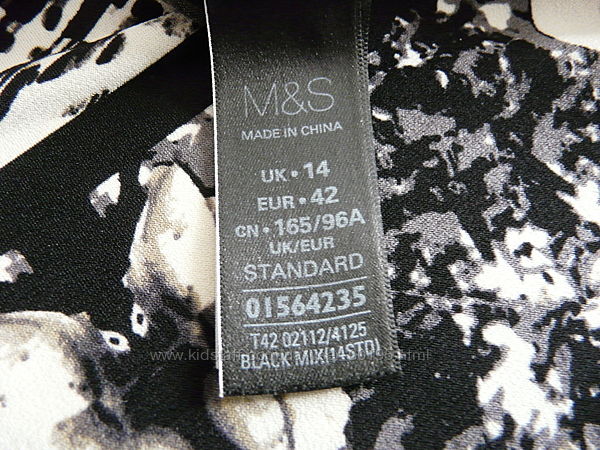 M&S
MADE IN CHINA
UK • 14
EUR • 42
CN • 165/96A
UK/EUR
STANDARD
01564235
T42 02112/4125
BLACK MIX(14STD)